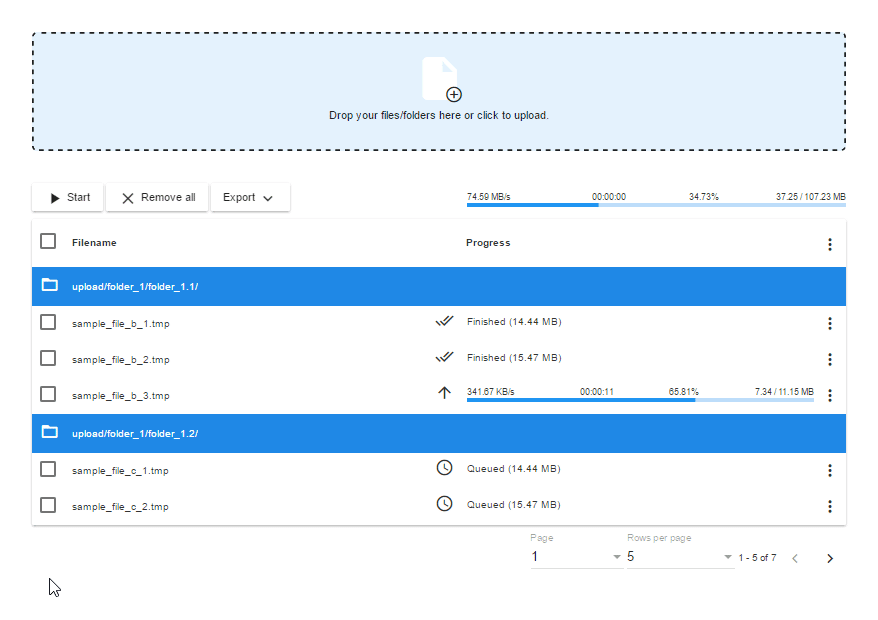 Drop your files/folders here or click to upload.
Start Remove all Export 74.59 MB/s 00:00:00 34.73% 37.25 / 107.23 MB
Filename Progress
upload/folder_1/folder_1.1/
sample_file_b_1.tmp Finished (14.44 MB)
sample_file_b_2.tmp Finished (15.47 MB)
sample_file_b_3.tmp 341.67 KB/s 00:00:11 65.81% 7.34 / 11.15 MB
upload/folder_1/folder_1.2/
sample_file_c_1.tmp Queued (14.44 MB)
sample_file_c_2.tmp Queued (15.47 MB)
Page Rows per page
1 5 1 - 5 of 7